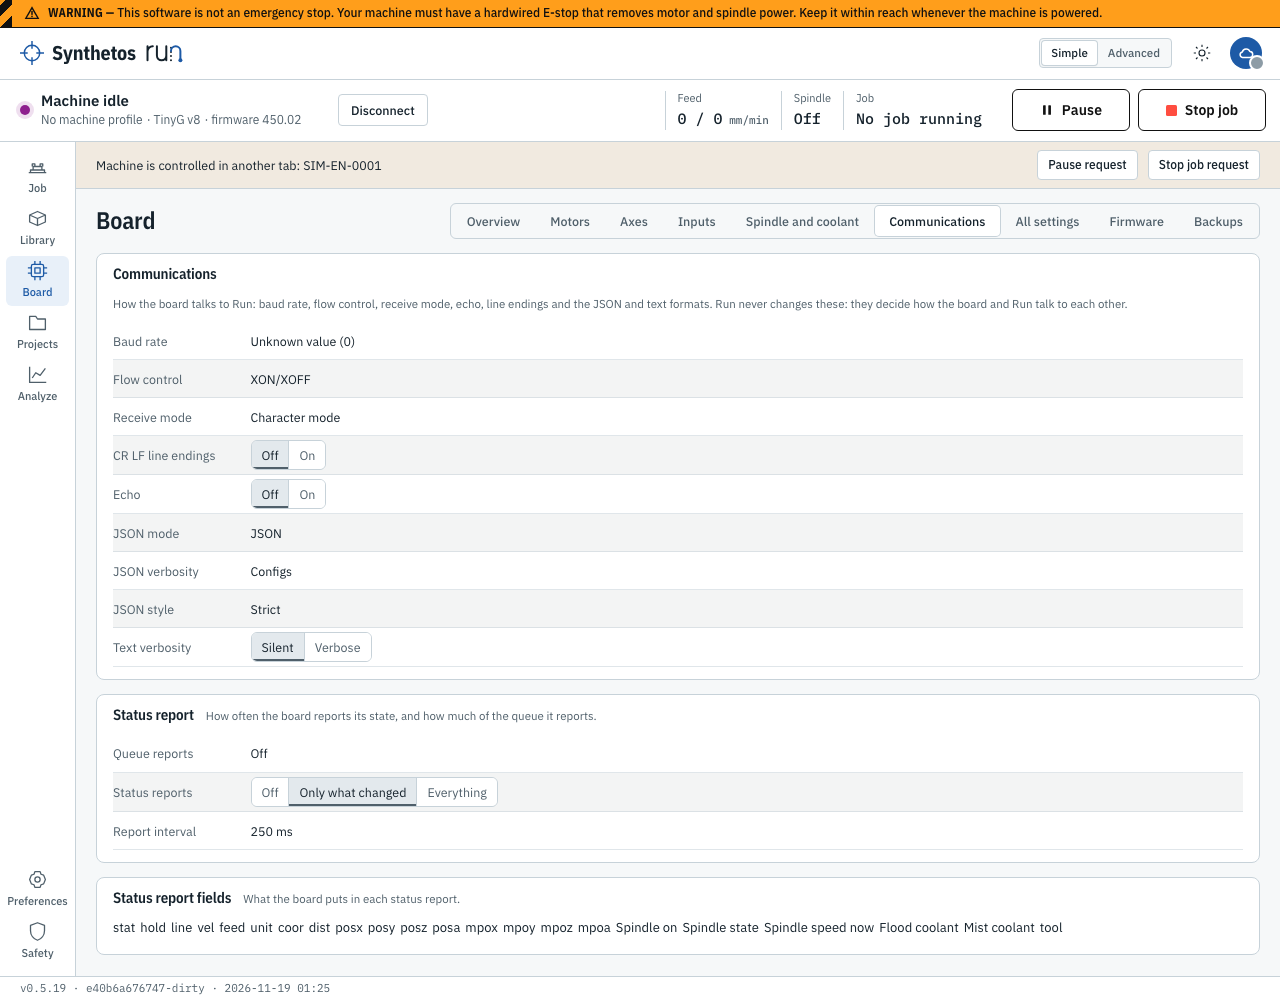 WARNING — This software is not an emergency stop. Your machine must have a hardwired E-stop that removes motor and spindle power. Keep it within reach whenever the machine is powered.
Synthetos run
Simple Advanced
Machine idle
No machine profile · TinyG v8 · firmware 450.02
Disconnect
Feed
0 / 0 mm/min
Spindle
Off
Job
No job running
Pause
Stop job
Job
Library
Board
Projects
Analyze
Preferences
Safety
Machine is controlled in another tab: SIM-EN-0001
Pause request
Stop job request
Board
Overview Motors Axes Inputs Spindle and coolant Communications All settings Firmware Backups
Communications
How the board talks to Run: baud rate, flow control, receive mode, echo, line endings and the JSON and text formats. Run never changes these: they decide how the board and Run talk to each other.
Baud rate Unknown value (0)
Flow control XON/XOFF
Receive mode Character mode
CR LF line endings Off On
Echo Off On
JSON mode JSON
JSON verbosity Configs
JSON style Strict
Text verbosity Silent Verbose
Status report How often the board reports its state, and how much of the queue it reports.
Queue reports Off
Status reports Off Only what changed Everything
Report interval 250 ms
Status report fields What the board puts in each status report.
stat hold line vel feed unit coor dist posx posy posz posa mpox mpoy mpoz mpoa Spindle on Spindle state Spindle speed now Flood coolant Mist coolant tool
v0.5.19 · e40b6a676747-dirty · 2026-11-19 01:25